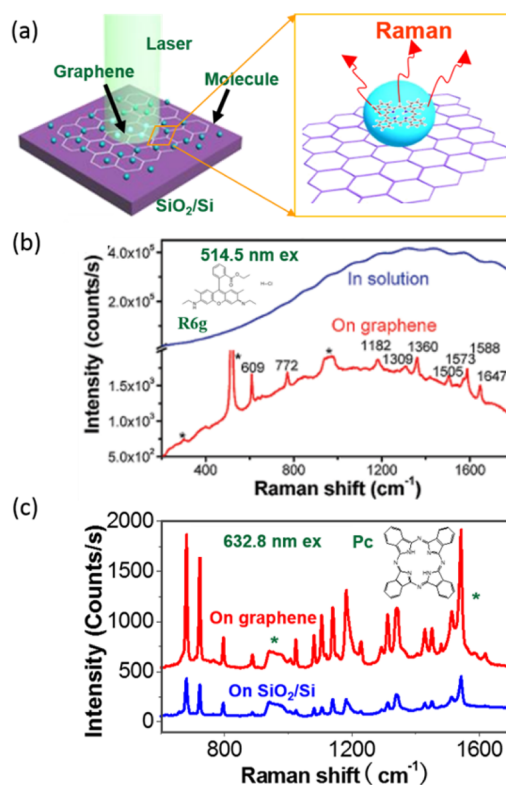 (a)
Laser
Graphene
Molecule
SiO₂/Si
Raman
(b)
514.5 nm ex
In solution
H-Cl
R6g
On graphene
*
*
*
609
772
1182
1309
1360
1505
1573
1588
1647
4.0x10⁵
2.0x10⁵
1.5x10³
1.0x10³
5.0x10²
Intensity (counts/s)
400
800
1200
1600
Raman shift (cm⁻¹)
(c)
632.8 nm ex
Pc
N
N
N
NH
N
HN
N
N
On graphene
*
*
On SiO₂/Si
2000
1500
1000
500
0
Intensity (Counts/s)
800
1200
1600
Raman shift ( cm⁻¹)